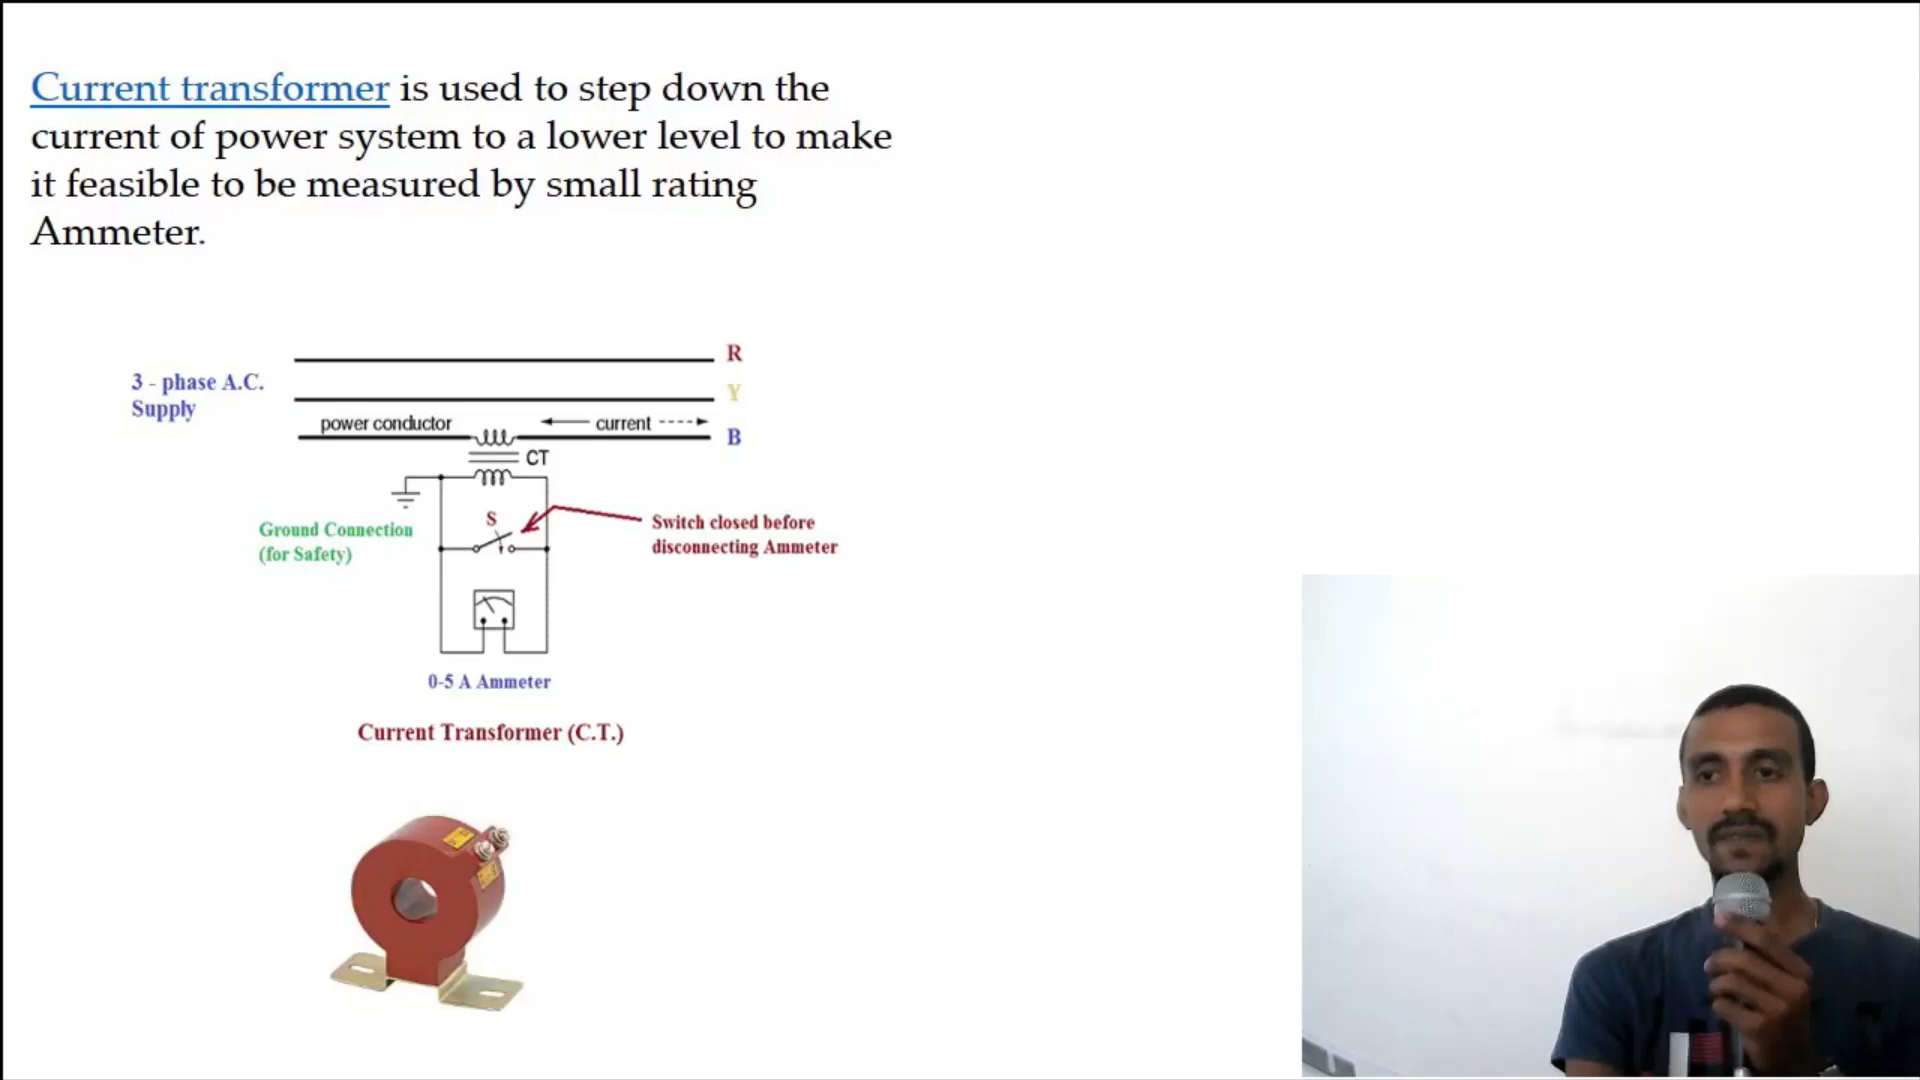 Current transformer is used to step down the
current of power system to a lower level to make
it feasible to be measured by small rating
Ammeter.
R
3 - phase A.C.
Supply
Y
power conductor
current
B
CT
S
Ground Connection
(for Safety)
Switch closed before
disconnecting Ammeter
0-5 A Ammeter
Current Transformer (C.T.)